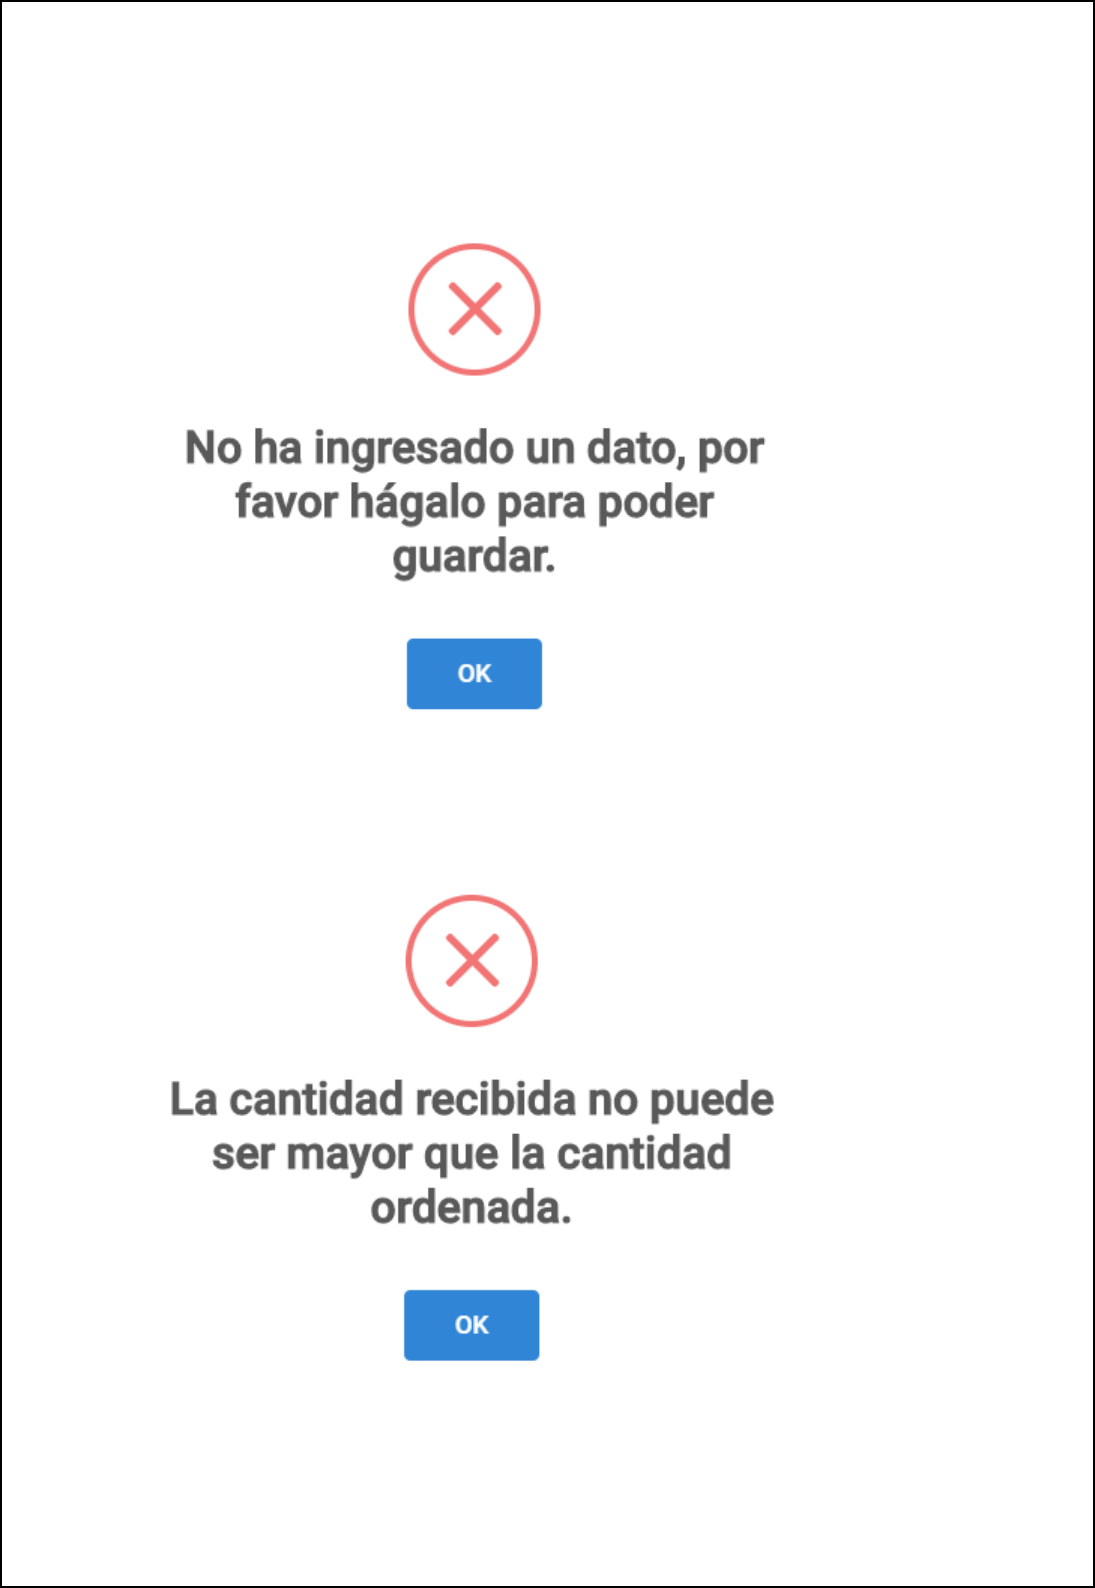 No ha ingresado un dato, por
favor hágalo para poder
guardar.
OK
La cantidad recibida no puede
ser mayor que la cantidad
ordenada.
OK